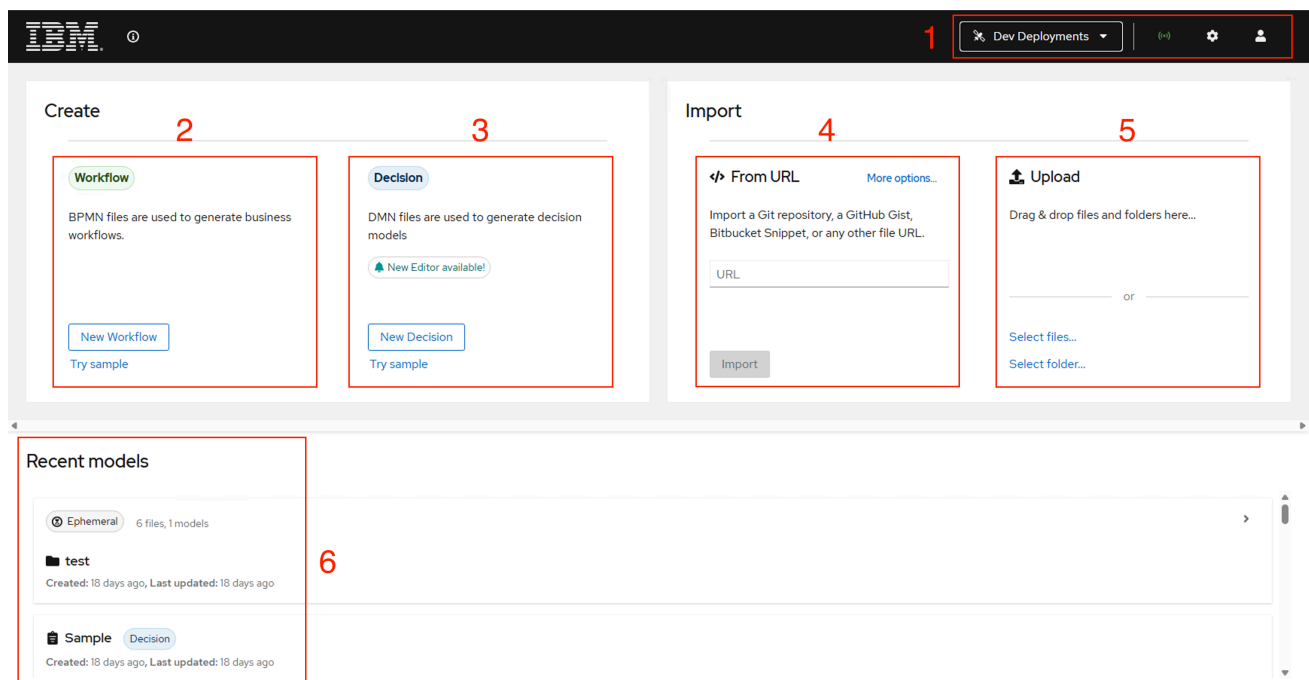 IBM.
1
Dev Deployments
Create
Import
2
3
4
5
Workflow
BPMN files are used to generate business
workflows.
New Workflow
Try sample
Decision
DMN files are used to generate decision
models
New Editor available!
New Decision
Try sample
From URL
More options...
Import a Git repository, a GitHub Gist,
Bitbucket Snippet, or any other file URL.
URL
Import
Upload
Drag & drop files and folders here...
or
Select files...
Select folder...
Recent models
Ephemeral 6 files, 1 models
test
Created: 18 days ago, Last updated: 18 days ago
6
Sample Decision
Created: 18 days ago, Last updated: 18 days ago